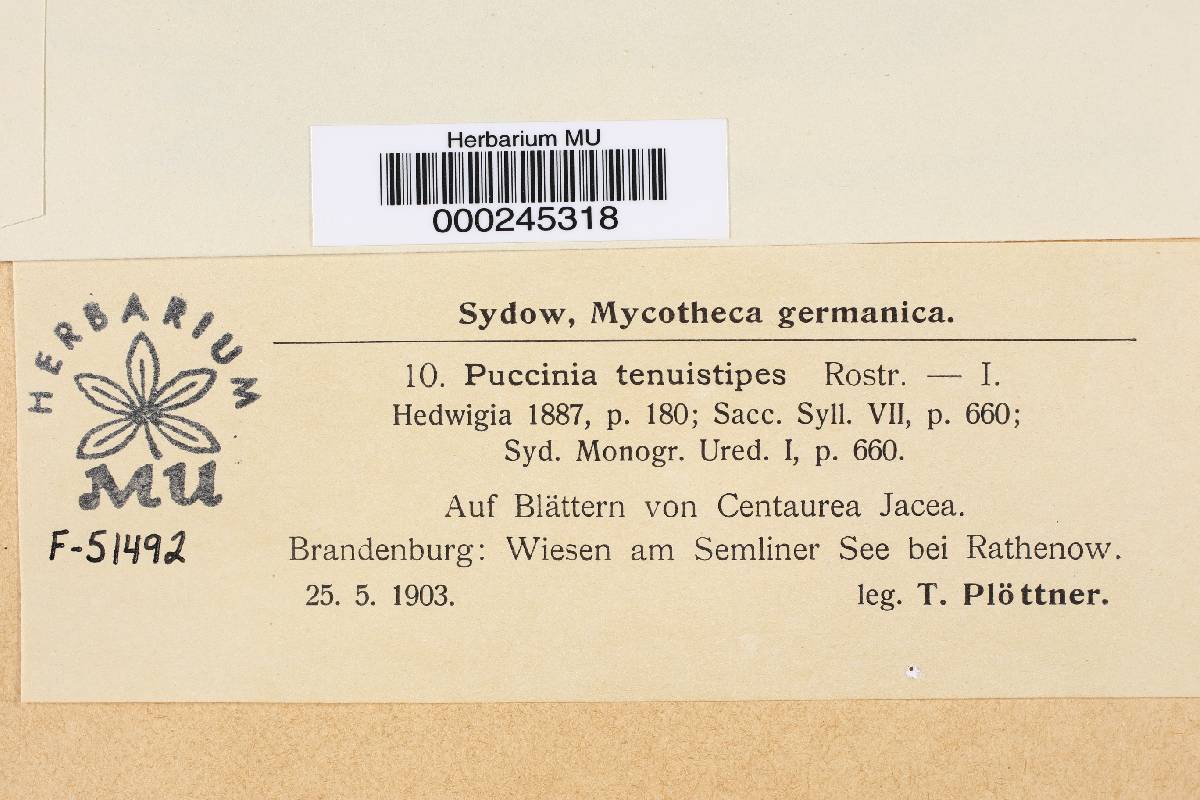 Herbarium MU
000245318
HERBARIUM
MU
F-51492
Sydow, Mycotheca germanica.
10. Puccinia tenuistipes Rostr. — I.
Hedwigia 1887, p. 180; Sacc. Syll. VII, p. 660;
Syd. Monogr. Ured. I, p. 660.
Auf Blättern von Centaurea Jacea.
Brandenburg: Wiesen am Semliner See bei Rathenow.
25. 5. 1903. leg. T. Plöttner.